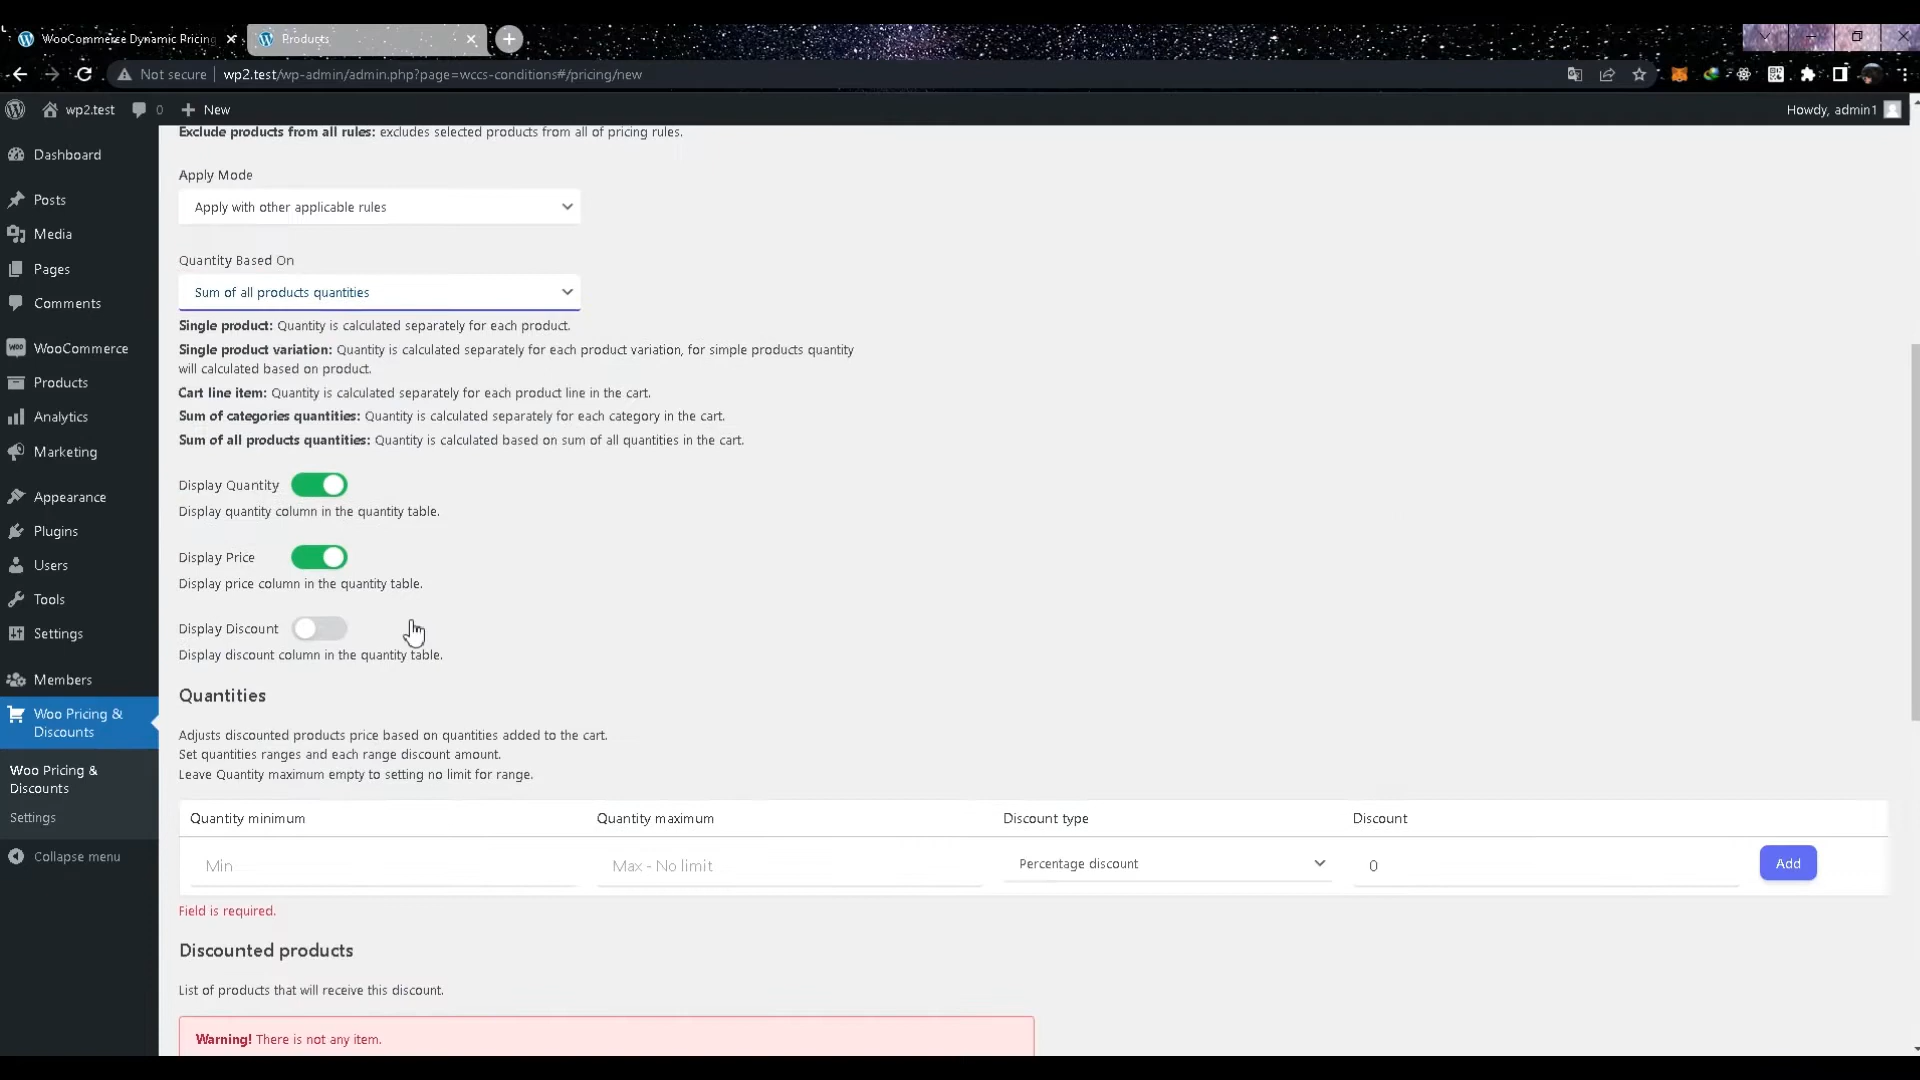 WooCommerce Dynamic Pricing
Products
Not secure
wp2.test/wp-admin/admin.php?page=wccs-conditions#/pricing/new
wp2.test
0
New
Howdy, admin1
Dashboard
Posts
Media
Pages
Comments
WooCommerce
Products
Analytics
Marketing
Appearance
Plugins
Users
Tools
Settings
Members
Woo Pricing &
Discounts
Woo Pricing &
Discounts
Settings
Collapse menu
Exclude products from all rules: excludes selected products from all of pricing rules.
Apply Mode
Apply with other applicable rules
Quantity Based On
Sum of all products quantities
Single product: Quantity is calculated separately for each product.
Single product variation: Quantity is calculated separately for each product variation, for simple products quantity
will calculated based on product.
Cart line item: Quantity is calculated separately for each product line in the cart.
Sum of categories quantities: Quantity is calculated separately for each category in the cart.
Sum of all products quantities: Quantity is calculated based on sum of all quantities in the cart.
Display Quantity
Display quantity column in the quantity table.
Display Price
Display price column in the quantity table.
Display Discount
Display discount column in the quantity table.
Quantities
Adjusts discounted products price based on quantities added to the cart.
Set quantities ranges and each range discount amount.
Leave Quantity maximum empty to setting no limit for range.
Quantity minimum Quantity maximum Discount type Discount
Min Max - No limit Percentage discount 0 Add
Field is required.
Discounted products
List of products that will receive this discount.
Warning! There is not any item.